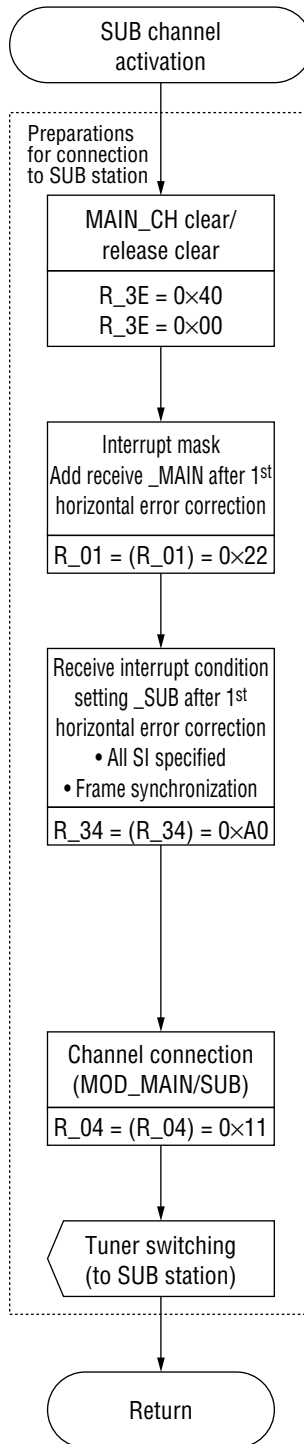 SUB channel
activation
Preparations
for connection
to SUB station
MAIN_CH clear/
release clear
R_3E = 0×40
R_3E = 0×00
Interrupt mask
Add receive _MAIN after 1st
horizontal error correction
R_01 = (R_01) = 0×22
Receive interrupt condition
setting _SUB after 1st
horizontal error correction
• All SI specified
• Frame synchronization
R_34 = (R_34) = 0×A0
Channel connection
(MOD_MAIN/SUB)
R_04 = (R_04) = 0×11
Tuner switching
(to SUB station)
Return